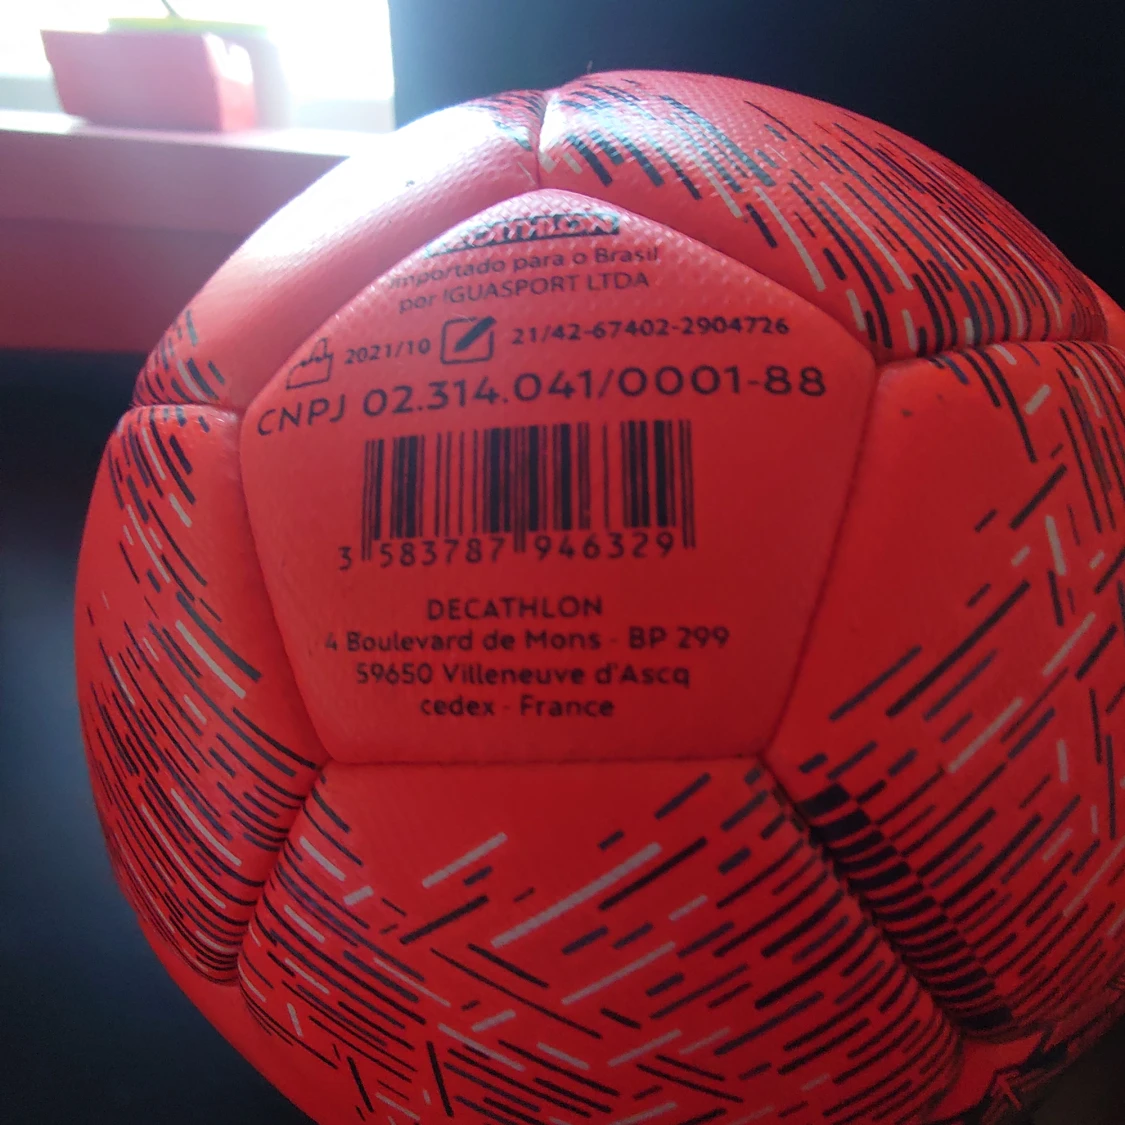 DECATHLON
Importado para o Brasil
por IGUASPORT LTDA
2021/10 21/42-67402-2904726
CNPJ 02.314.041/0001-88
3 583787 946329
DECATHLON
4 Boulevard de Mons - BP 299
59650 Villeneuve d'Ascq
cedex - France